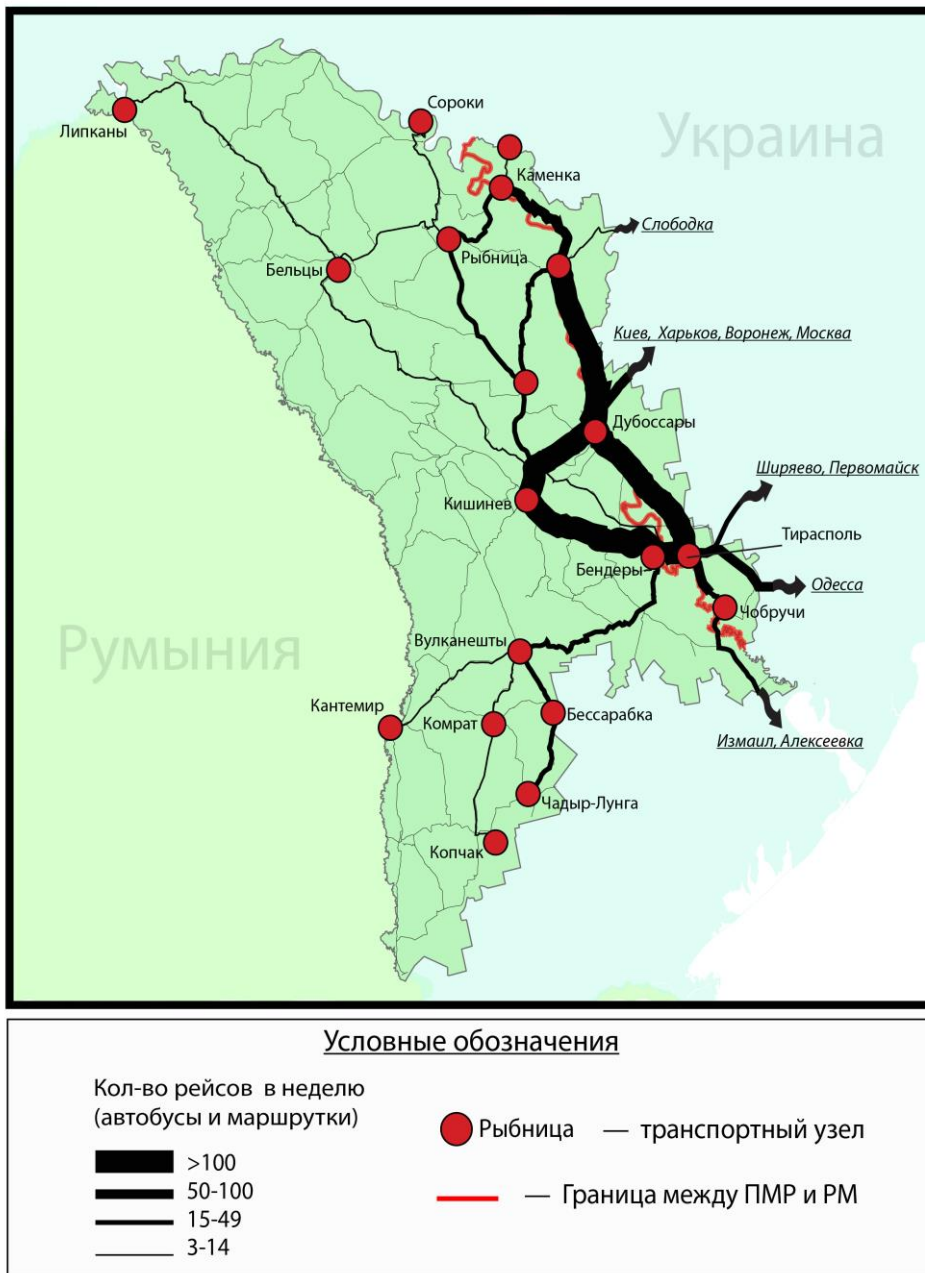 Сороки
Липканы
Украина
Каменка
Слободка
Рыбница
Бельцы
Киев, Харьков, Воронеж, Москва
Дубоссары
Ширяево, Первомайск
Кишинев
Тирасполь
Бендеры
Одесса
Чобручи
Румыния
Вулканешты
Кантемир
Комрат
Бессарабка
Измаил, Алексеевка
Чадыр-Лунга
Копчак
Условные обозначения
Кол-во рейсов в неделю
(автобусы и маршрутки)
>100
50-100
15-49
3-14
Рыбница — транспортный узел
— Граница между ПМР и РМ